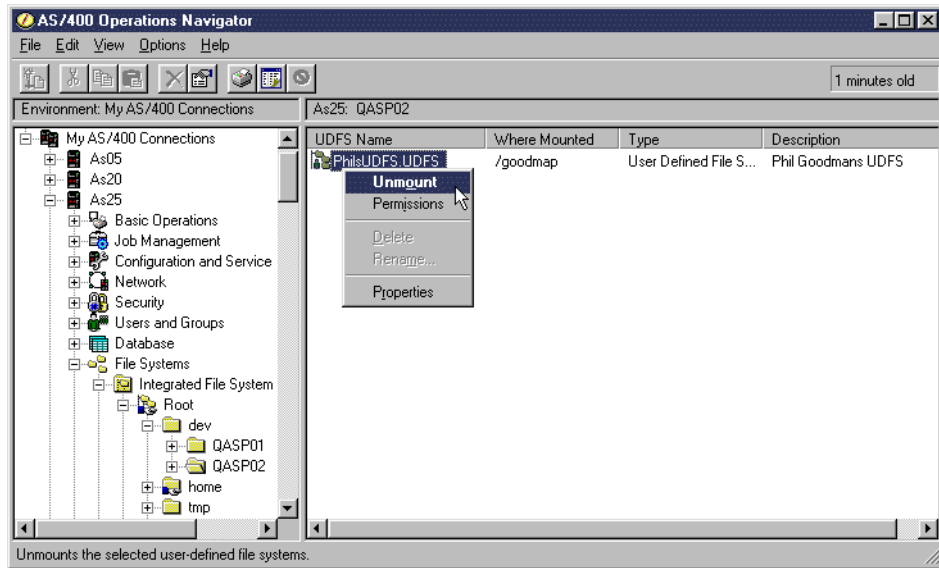 AS/400 Operations Navigator
File Edit View Options Help
1 minutes old
Environment: My AS/400 Connections
As25: QASP02
My AS/400 Connections
As05
As20
As25
Basic Operations
Job Management
Configuration and Service
Network
Security
Users and Groups
Database
File Systems
Integrated File System
Root
dev
QASP01
QASP02
home
tmp
UDFS Name Where Mounted Type Description
PhilsUDFS.UDFS /goodmap User Defined File S... Phil Goodmans UDFS
Unmount
Permissions
Delete
Rename...
Properties
Unmounts the selected user-defined file systems.